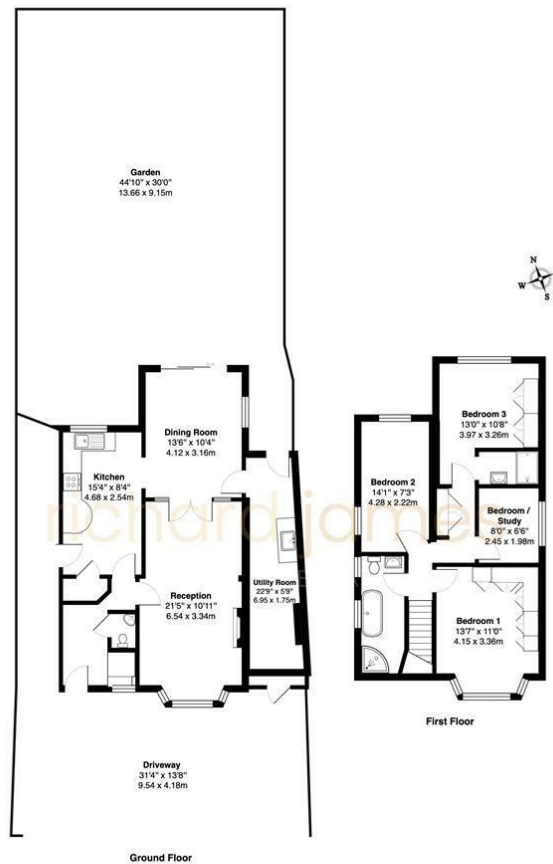 Garden
44'10" x 30'0"
13.66 x 9.15m
N
W
S
Dining Room
13'6" x 10'4"
4.12 x 3.16m
Kitchen
15'4" x 8'4"
4.68 x 2.54m
Reception
21'5" x 10'11"
6.54 x 3.34m
Utility Room
22'9" x 5'9"
6.95 x 1.75m
Driveway
31'4" x 13'8"
9.54 x 4.18m
Ground Floor
Bedroom 3
13'0" x 10'8"
3.97 x 3.26m
Bedroom 2
14'1" x 7'3"
4.28 x 2.22m
Bedroom /
Study
8'0" x 6'6"
2.45 x 1.98m
Bedroom 1
13'7" x 11'0"
4.15 x 3.36m
First Floor
richard james